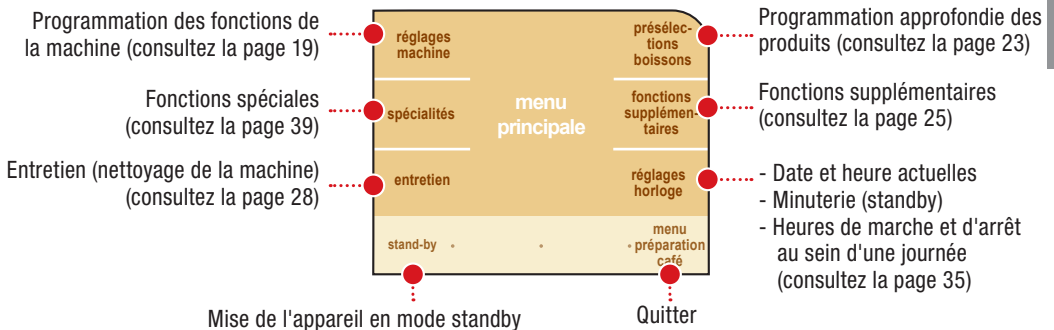 Programmation des fonctions de
la machine (consultez la page 19)
Fonctions spéciales
(consultez la page 39)
Entretien (nettoyage de la machine)
(consultez la page 28)
réglages
machine
spécialités
entretien
stand-by
menu
principale
présélec-
tions
boissons
fonctions
supplémen-
taires
réglages
horloge
menu
préparation
café
Programmation approfondie des
produits (consultez la page 23)
Fonctions supplémentaires
(consultez la page 25)
- Date et heure actuelles
- Minuterie (standby)
- Heures de marche et d'arrêt
au sein d'une journée
(consultez la page 35)
Mise de l'appareil en mode standby
Quitter